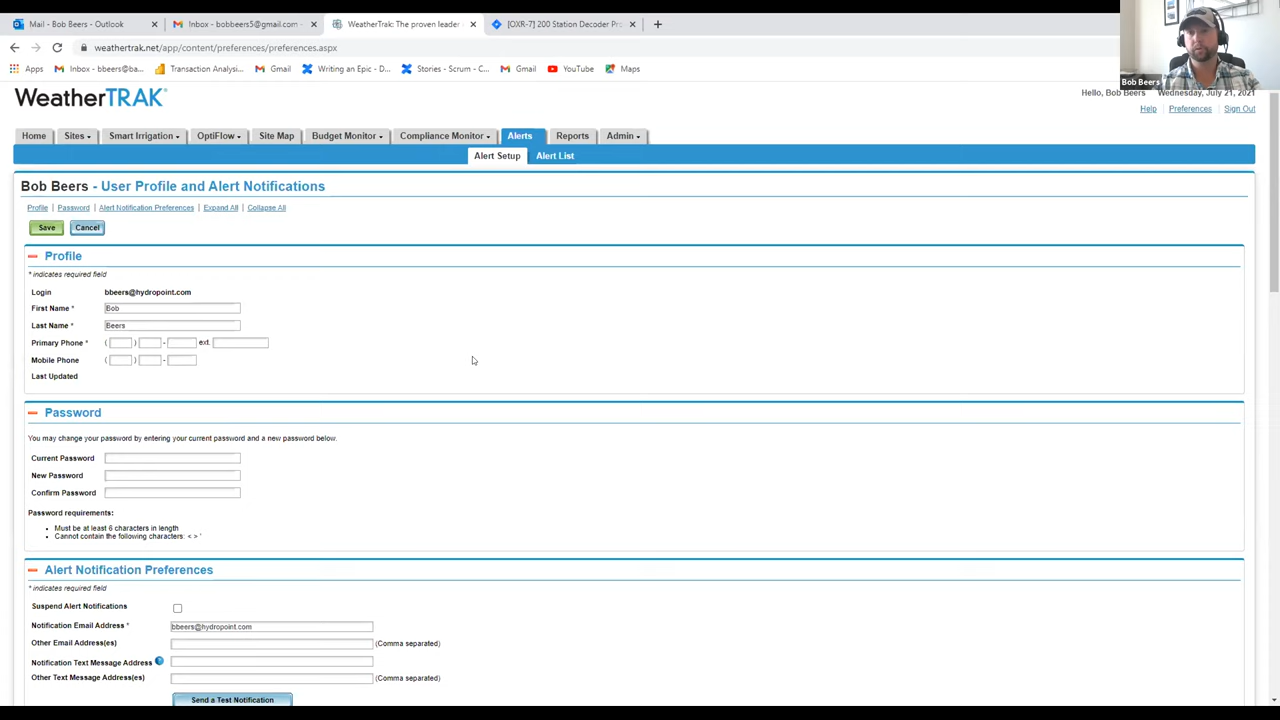 Mail - Bob Beers - Outlook
Inbox - bobbeers5@gmail.com -
WeatherTrak: The proven leader
[OXR-7] 200 Station Decoder Pr
weathertrak.net/app/content/preferences/preferences.aspx
Apps
Inbox - bbeers@ba...
Transaction Analysi...
Gmail
Writing an Epic - D...
Stories - Scrum - C...
Gmail
YouTube
Maps
Bob Beers
WeatherTRAK
Hello, Bob Beers Wednesday, July 21, 2021
Help | Preferences | Sign Out
Home Sites Smart Irrigation OptiFlow Site Map Budget Monitor Compliance Monitor Alerts Reports Admin
Alert Setup Alert List
Bob Beers - User Profile and Alert Notifications
Profile | Password | Alert Notification Preferences | Expand All | Collapse All
Save Cancel
Profile
* indicates required field
Login bbeers@hydropoint.com
First Name * Bob
Last Name * Beers
Primary Phone * ( ) - ext.
Mobile Phone ( ) -
Last Updated
Password
You may change your password by entering your current password and a new password below.
Current Password
New Password
Confirm Password
Password requirements:
• Must be at least 6 characters in length
• Cannot contain the following characters: < > '
Alert Notification Preferences
* indicates required field
Suspend Alert Notifications
Notification Email Address * bbeers@hydropoint.com
Other Email Address(es) (Comma separated)
Notification Text Message Address ?
Other Text Message Address(es) (Comma separated)
Send a Test Notification